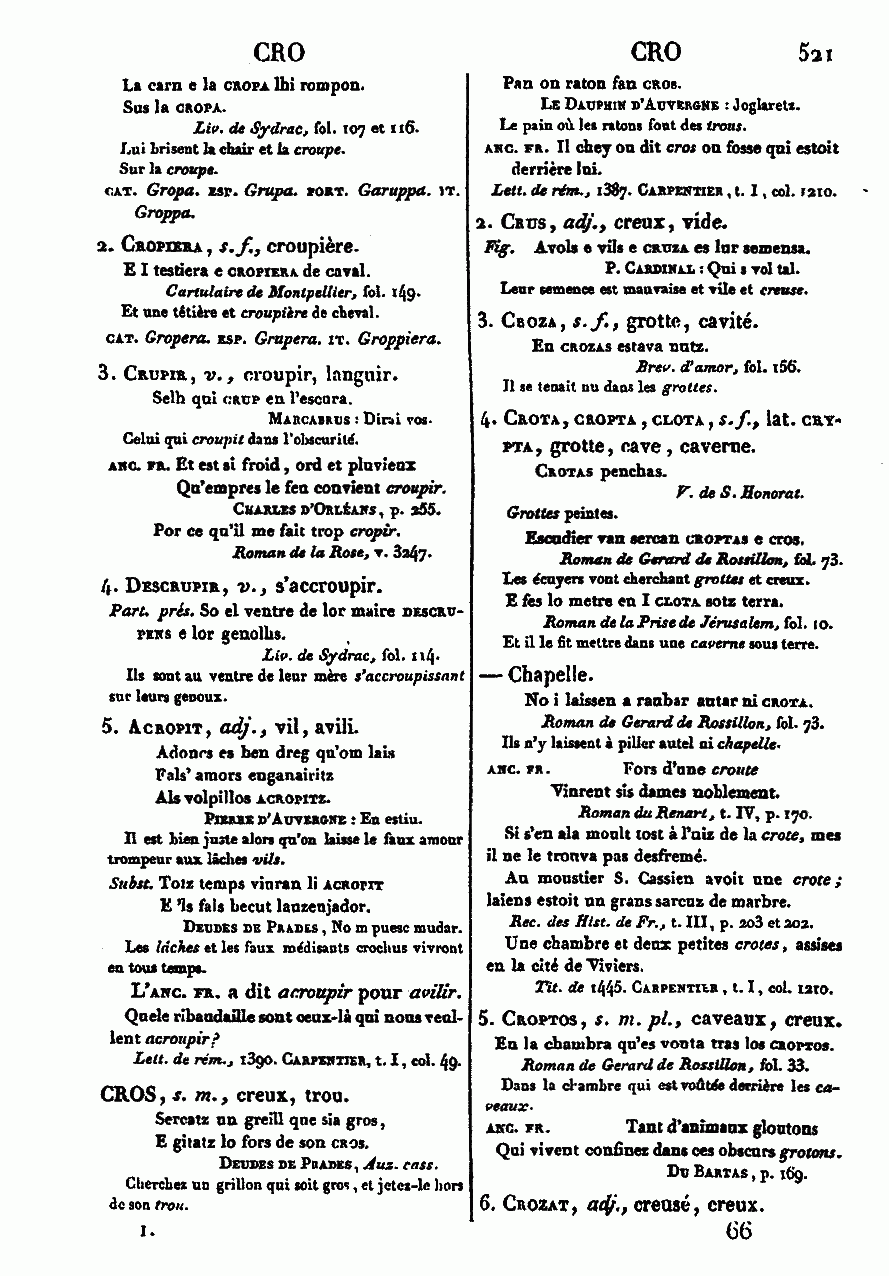 CRO
CRO 521
La carn e la CROPA lhi rompon.
Sus la CROPA.
Liv. de Sydrac, fol. 107 et 116.
Lui brisent la chair et la croupe.
Sur la croupe.
CAT. Gropa. ESP. Grupa. PORT. Garuppa. IT.
Groppa.
2. CROPIERA, s. f., croupière.
E I testiera e CROPIERA de caval.
Cartulaire de Montpellier, fol. 149.
Et une têtière et croupière de cheval.
CAT. Gropera. ESP. Grupera. IT. Groppiera.
3. CRUPIR, v., croupir, languir.
Selh qui CRUP en l'escura.
MARCABRUS : Dirai vos.
Celui qui croupit dans l'obscurité.
ANC. FR. Et est si froid, ord et pluvieux
Qu'empres le feu convient croupir.
CHARLES D'ORLÉANS, p. 255.
Por ce qu'il me fait trop cropir.
Roman de la Rose, v. 3247.
4. DESCRUPIR, v., s'accroupir.
Part. prés. So el ventre de lor maire DESCRU-
PENS e lor genolhs.
Liv. de Sydrac, fol. 114.
Ils sont au ventre de leur mère s'accroupissant
sur leurs genoux.
5. ACROPIT, adj., vil, avili.
Adoncs es ben dreg qu'om lais
Fals' amors enganairitz
Als volpillos ACROPITZ.
PIERRE D'AUVERGNE : En estiu.
Il est bien juste alors qu'on laisse le faux amour
trompeur aux lâches vils.
Subst. Totz temps vinran li ACROPIT
E 'ls fals becut lauzenjador.
DEUDES DE PRADES, No m puesc mudar.
Les lâches et les faux médisants crochus vivront
en tous temps.
L'ANC. FR. a dit acroupir pour avilir.
Quele ribaudaille sont ceux-là qui nous veul-
lent acroupir?
Lett. de rém., 1390. CARPENTIER, t. I, col. 49.
CROS, s. m., creux, trou.
Sercatz un greill que sia gros,
E gitatz lo fors de son CROS.
DEUDES DE PRADES, Auz. cass.
Cherchez un grillon qui soit gros, et jetez-le hors
de son trou.
I.
Pan on raton fan CROS.
LE DAUPHIN D'AUVERGNE : Joglaretz.
Le pain où les ratons font des trous.
ANC. FR. Il chey ou dit cros ou fosse qui estoit
derrière lui.
Lett. de rém., 1387. CARPENTIER, t. I, col. 1210.
2. CRUS, adj., creux, vide.
Fig. Avols e vils e CRUZA es lur semensa.
P. CARDINAL : Qui s vol tal.
Leur semence est mauvaise et vile et creuse.
3. CROZA, s. f., grotte, cavité.
En CROZAS estava nutz.
Brev. d'amor, fol. 156.
Il se tenait nu dans les grottes.
4. CROTA, CROPTA, CLOTA, s. f., lat. CRY-
PTA, grotte, cave, caverne.
CROTAS penchas.
V. de S. Honorat.
Grottes peintes.
Escudier van sercan CROPTAS e cros.
Roman de Gerard de Rossillon, fol. 73.
Les écuyers vont cherchant grottes et creux.
E fes lo metre en I CLOTA sotz terra.
Roman de la Prise de Jérusalem, fol. 10.
Et il le fit mettre dans une caverne sous terre.
— Chapelle.
No i laissen a raubar autar ni CROTA.
Roman de Gerard de Rossillon, fol. 73.
Ils n'y laissent à piller autel ni chapelle.
ANC. FR. Fors d'une croute
Vinrent sis dames noblement.
Roman du Renart, t. IV, p. 170.
Si s'en ala moult tost à l'uiz de la crote, mes
il ne le trouva pas desfremé.
Au moustier S. Cassien avoit une crote;
laiens estoit un grans sarcuz de marbre.
Rec. des Hist. de Fr., t. III, p. 203 et 202.
Une chambre et deux petites crotes, assises
en la cité de Viviers.
Tit. de 1445. CARPENTIER, t. I, col. 1210.
5. CROPTOS, s. m. pl., caveaux, creux.
En la chambra qu'es vouta tras los CROPTOS.
Roman de Gerard de Rossillon, fol. 33.
Dans la chambre qui est voûtée derrière les ca-
veaux.
ANC. FR. Tant d'animaux gloutons
Qui vivent confinez dans ces obscurs grotons.
DU BARTAS, p. 169.
6. CROZAT, adj., creusé, creux.
66